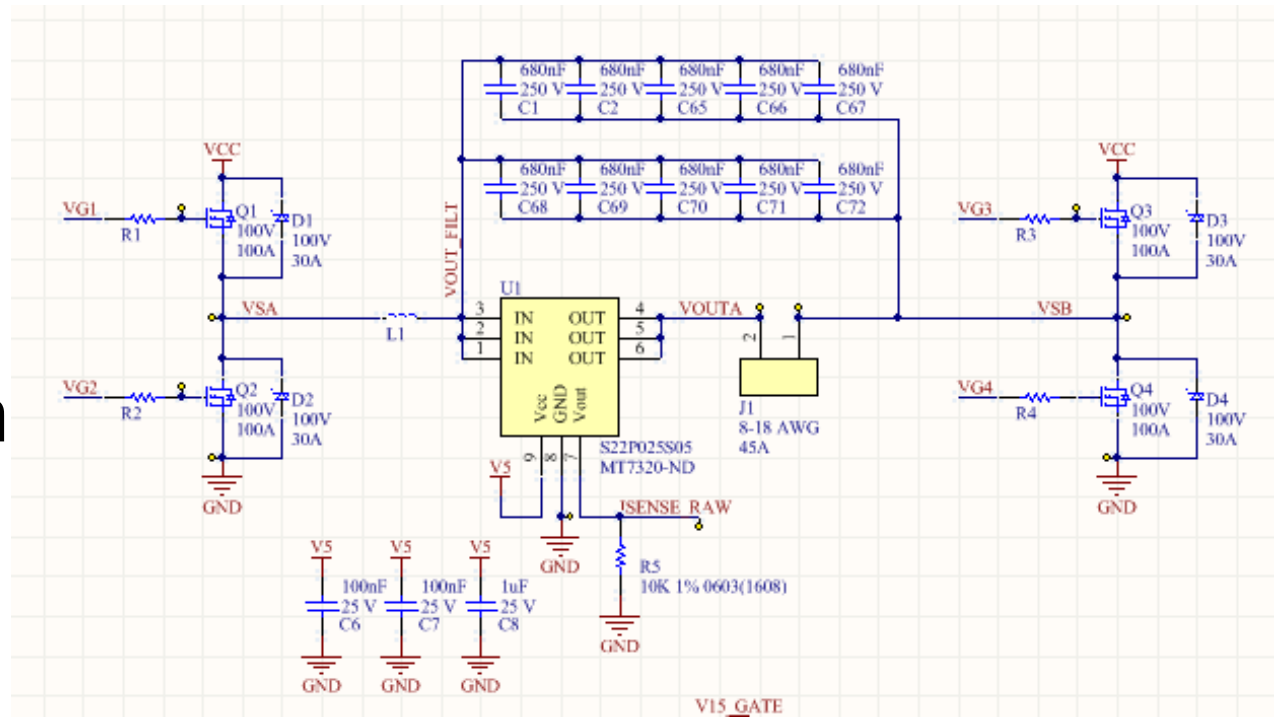 680nF 680nF 680nF 680nF 680nF
250 V 250 V 250 V 250 V 250 V
C1 C2 C65 C66 C67
680nF 680nF 680nF 680nF 680nF
250 V 250 V 250 V 250 V 250 V
C68 C69 C70 C71 C72
VCC
VG1
R1
Q1
100V
100A
D1
100V
30A
VSA
L1
VOUT_FILT
VG2
R2
Q2
100V
100A
D2
100V
30A
GND
U1
3 IN OUT 4
2 IN OUT 5
1 IN OUT 6
Vcc GND Vout
9 8 7
S22P025S05
MT7320-ND
VOUTA
2 1
J1
8-18 AWG
45A
VCC
VG3
R3
Q3
100V
100A
D3
100V
30A
VSB
VG4
R4
Q4
100V
100A
D4
100V
30A
GND
V5
GND
ISENSE_RAW
R5
10K 1% 0603(1608)
GND
V5 V5 V5
100nF 100nF 1uF
25 V 25 V 25 V
C6 C7 C8
GND GND GND
V15_GATE